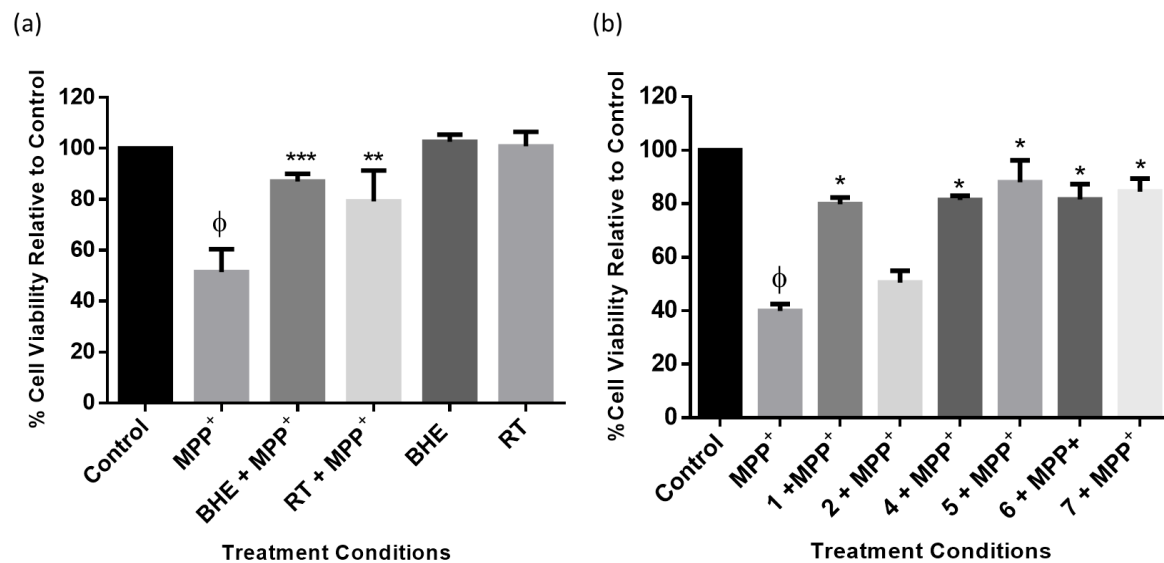 (a)
% Cell Viability Relative to Control
120
100
80
60
40
20
0
ϕ
***
**
Control
MPP⁺
BHE + MPP⁺
RT + MPP⁺
BHE
RT
Treatment Conditions
(b)
% Cell Viability Relative to Control
120
100
80
60
40
20
0
ϕ
*
*
*
*
*
Control
MPP⁺
1 +MPP⁺
2 + MPP⁺
4 + MPP⁺
5 + MPP⁺
6 + MPP+
7 + MPP⁺
Treatment Conditions